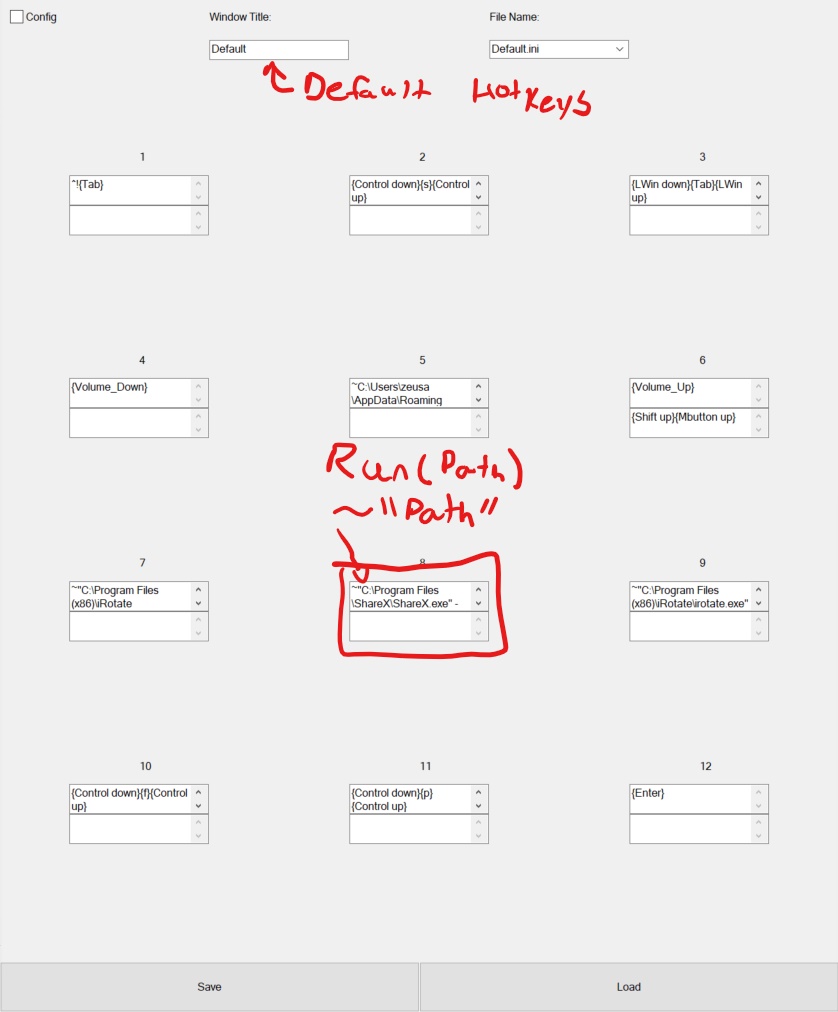 Config
Window Title:
File Name:
Default
Default.ini
Default Hotkeys
1
2
3
^!{Tab}
{Control down}{s}{Control
up}
{LWin down}{Tab}{LWin
up}
4
5
6
{Volume_Down}
~C:\Users\zeusa
\AppData\Roaming
{Volume_Up}
{Shift up}{Mbutton up}
Run(Path)
~"Path"
7
8
9
~"C:\Program Files
(x86)\iRotate
~"C:\Program Files
\ShareX\ShareX.exe" -
~"C:\Program Files
(x86)\iRotate\irotate.exe"
10
11
12
{Control down}{f}{Control
up}
{Control down}{p}
{Control up}
{Enter}
Save
Load